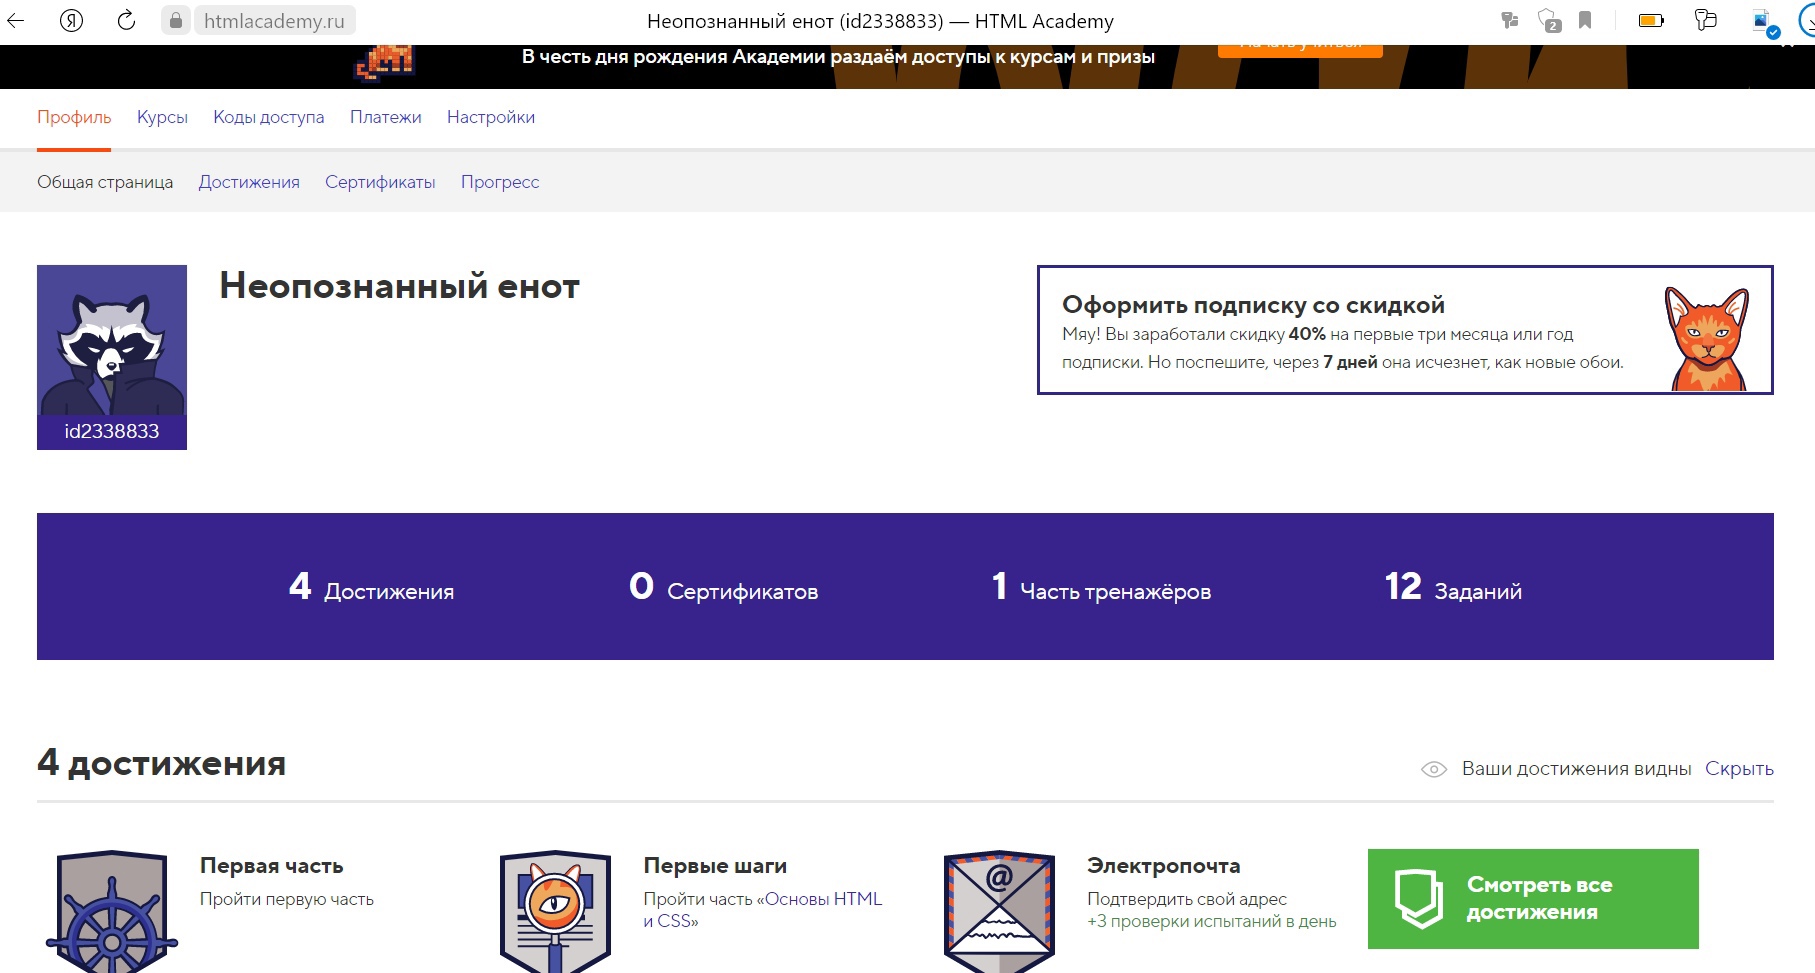 Я
htmlacademy.ru
Неопознанный енот (id2338833) — HTML Academy
2
В честь дня рождения Академии раздаём доступы к курсам и призы
Начать учиться
Профиль Курсы Коды доступа Платежи Настройки
Общая страница Достижения Сертификаты Прогресс
Неопознанный енот
id2338833
Оформить подписку со скидкой
Мяу! Вы заработали скидку 40% на первые три месяца или год
подписки. Но поспешите, через 7 дней она исчезнет, как новые обои.
4 Достижения 0 Сертификатов 1 Часть тренажёров 12 Заданий
4 достижения
Ваши достижения видны Скрыть
Первая часть
Пройти первую часть
Первые шаги
Пройти часть «Основы HTML
и CSS»
@
Электропочта
Подтвердить свой адрес
+3 проверки испытаний в день
Смотреть все
достижения